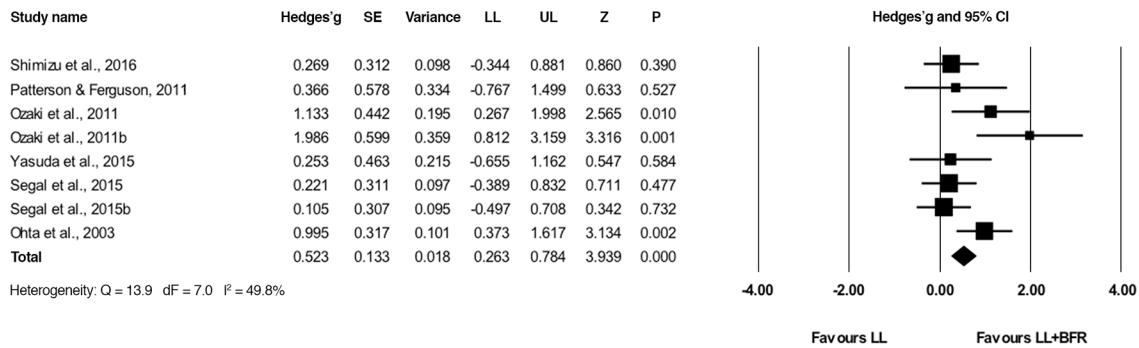 Study name Hedges’g SE Variance LL UL Z P Hedges’g and 95% CI
Shimizu et al., 2016 0.269 0.312 0.098 -0.344 0.881 0.860 0.390
Patterson & Ferguson, 2011 0.366 0.578 0.334 -0.767 1.499 0.633 0.527
Ozaki et al., 2011 1.133 0.442 0.195 0.267 1.998 2.565 0.010
Ozaki et al., 2011b 1.986 0.599 0.359 0.812 3.159 3.316 0.001
Yasuda et al., 2015 0.253 0.463 0.215 -0.655 1.162 0.547 0.584
Segal et al., 2015 0.221 0.311 0.097 -0.389 0.832 0.711 0.477
Segal et al., 2015b 0.105 0.307 0.095 -0.497 0.708 0.342 0.732
Ohta et al., 2003 0.995 0.317 0.101 0.373 1.617 3.134 0.002
Total 0.523 0.133 0.018 0.263 0.784 3.939 0.000
Heterogeneity: Q = 13.9 dF = 7.0 I² = 49.8%
-4.00 -2.00 0.00 2.00 4.00
Favours LL Favours LL+BFR